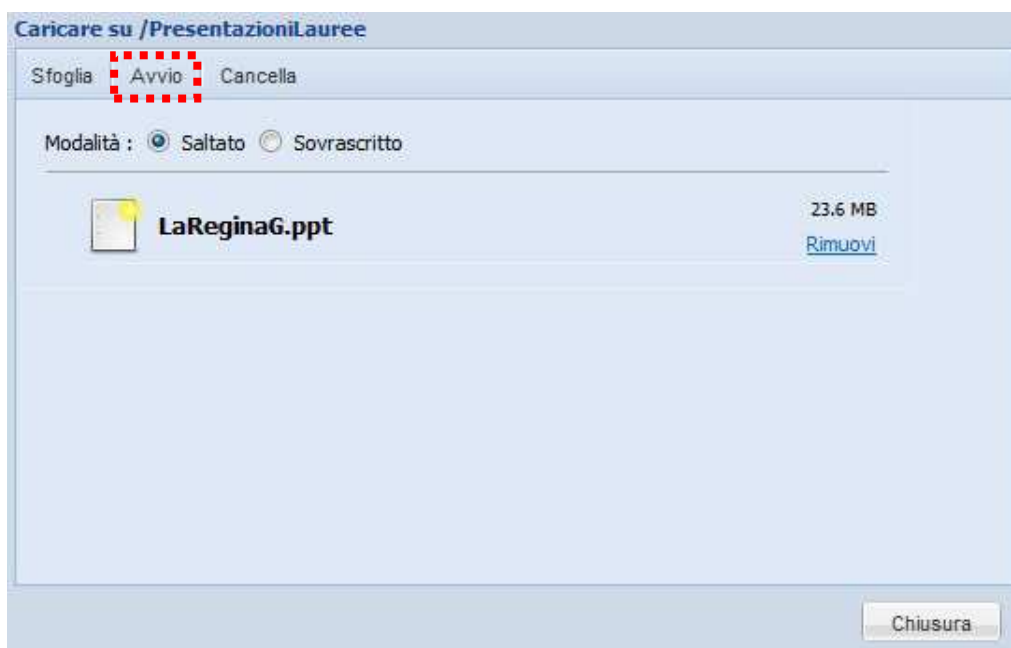 Caricare su /PresentazioniLauree
Sfoglia Avvio Cancella
Modalità : Saltato Sovrascritto
LaReginaG.ppt
23.6 MB
Rimuovi
Chiusura